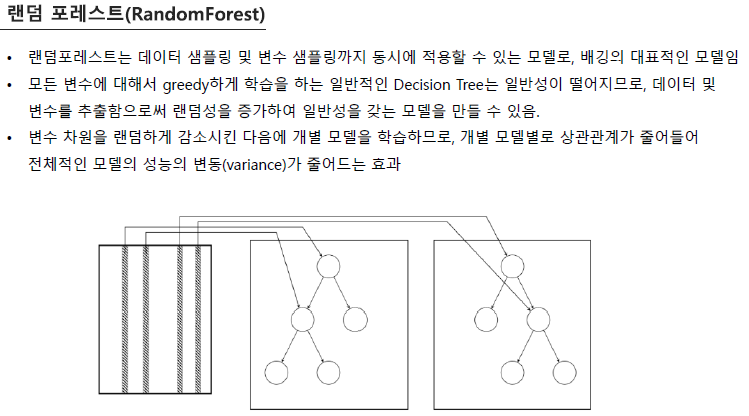 랜덤 포레스트(RandomForest)
• 랜덤포레스트는 데이터 샘플링 및 변수 샘플링까지 동시에 적용할 수 있는 모델로, 배깅의 대표적인 모델임
• 모든 변수에 대해서 greedy하게 학습을 하는 일반적인 Decision Tree는 일반성이 떨어지므로, 데이터 및
변수를 추출함으로써 랜덤성을 증가하여 일반성을 갖는 모델을 만들 수 있음.
• 변수 차원을 랜덤하게 감소시킨 다음에 개별 모델을 학습하므로, 개별 모델별로 상관관계가 줄어들어
전체적인 모델의 성능의 변동(variance)가 줄어드는 효과